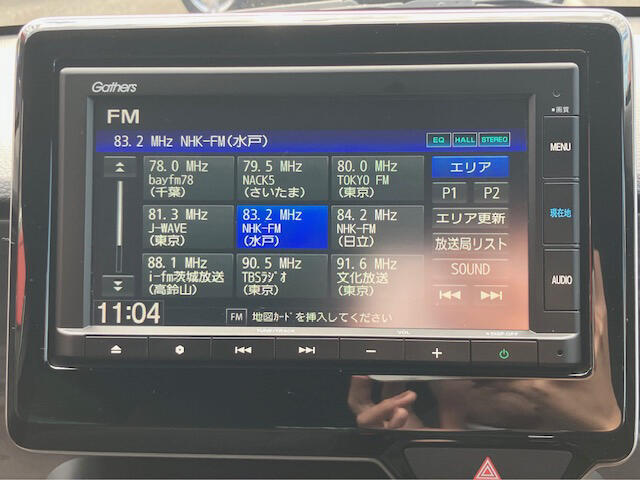 Gathers
FM
■画質
83.2 MHz NHK-FM(水戸)
EQ HALL STEREO
78.0 MHz
bayfm78
(千葉)
79.5 MHz
NACK5
(さいたま)
80.0 MHz
TOKYO FM
(東京)
81.3 MHz
J-WAVE
(東京)
83.2 MHz
NHK-FM
(水戸)
84.2 MHz
NHK-FM
(日立)
88.1 MHz
i-fm茨城放送
(高鈴山)
90.5 MHz
TBSラジオ
(東京)
91.6 MHz
文化放送
(東京)
エリア
P1 P2
エリア更新
放送局リスト
SOUND
MENU
現在地
AUDIO
11:04
FM 地図カードを挿入してください
TUNE/TRACK
VOL